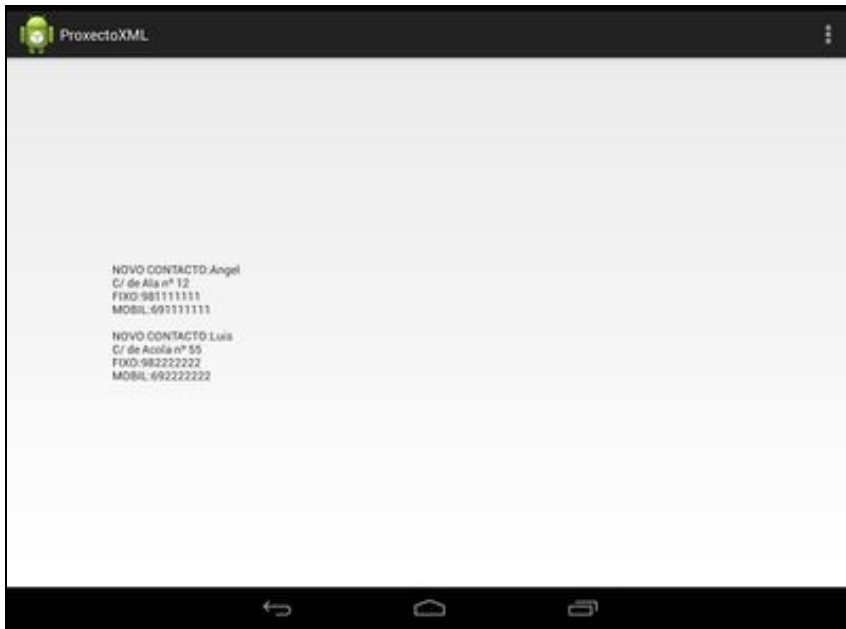 ProxectoXML
NOVO CONTACTO:Angel
C/ de Ala nº 12
FIXO:981111111
MOBIL:691111111
NOVO CONTACTO:Luis
C/ de Acola nº 55
FIXO:982222222
MOBIL:692222222